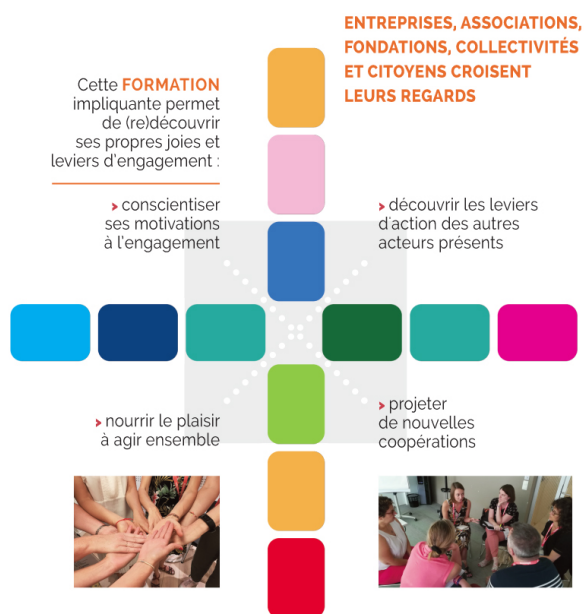 ENTREPRISES, ASSOCIATIONS,
FONDATIONS, COLLECTIVITÉS
ET CITOYENS CROISENT
LEURS REGARDS
Cette FORMATION
impliquante permet
de (re)découvrir
ses propres joies et
leviers d'engagement :
> conscientiser
ses motivations
à l'engagement
> découvrir les leviers
d'action des autres
acteurs présents
> nourrir le plaisir
à agir ensemble
> projeter
de nouvelles
coopérations